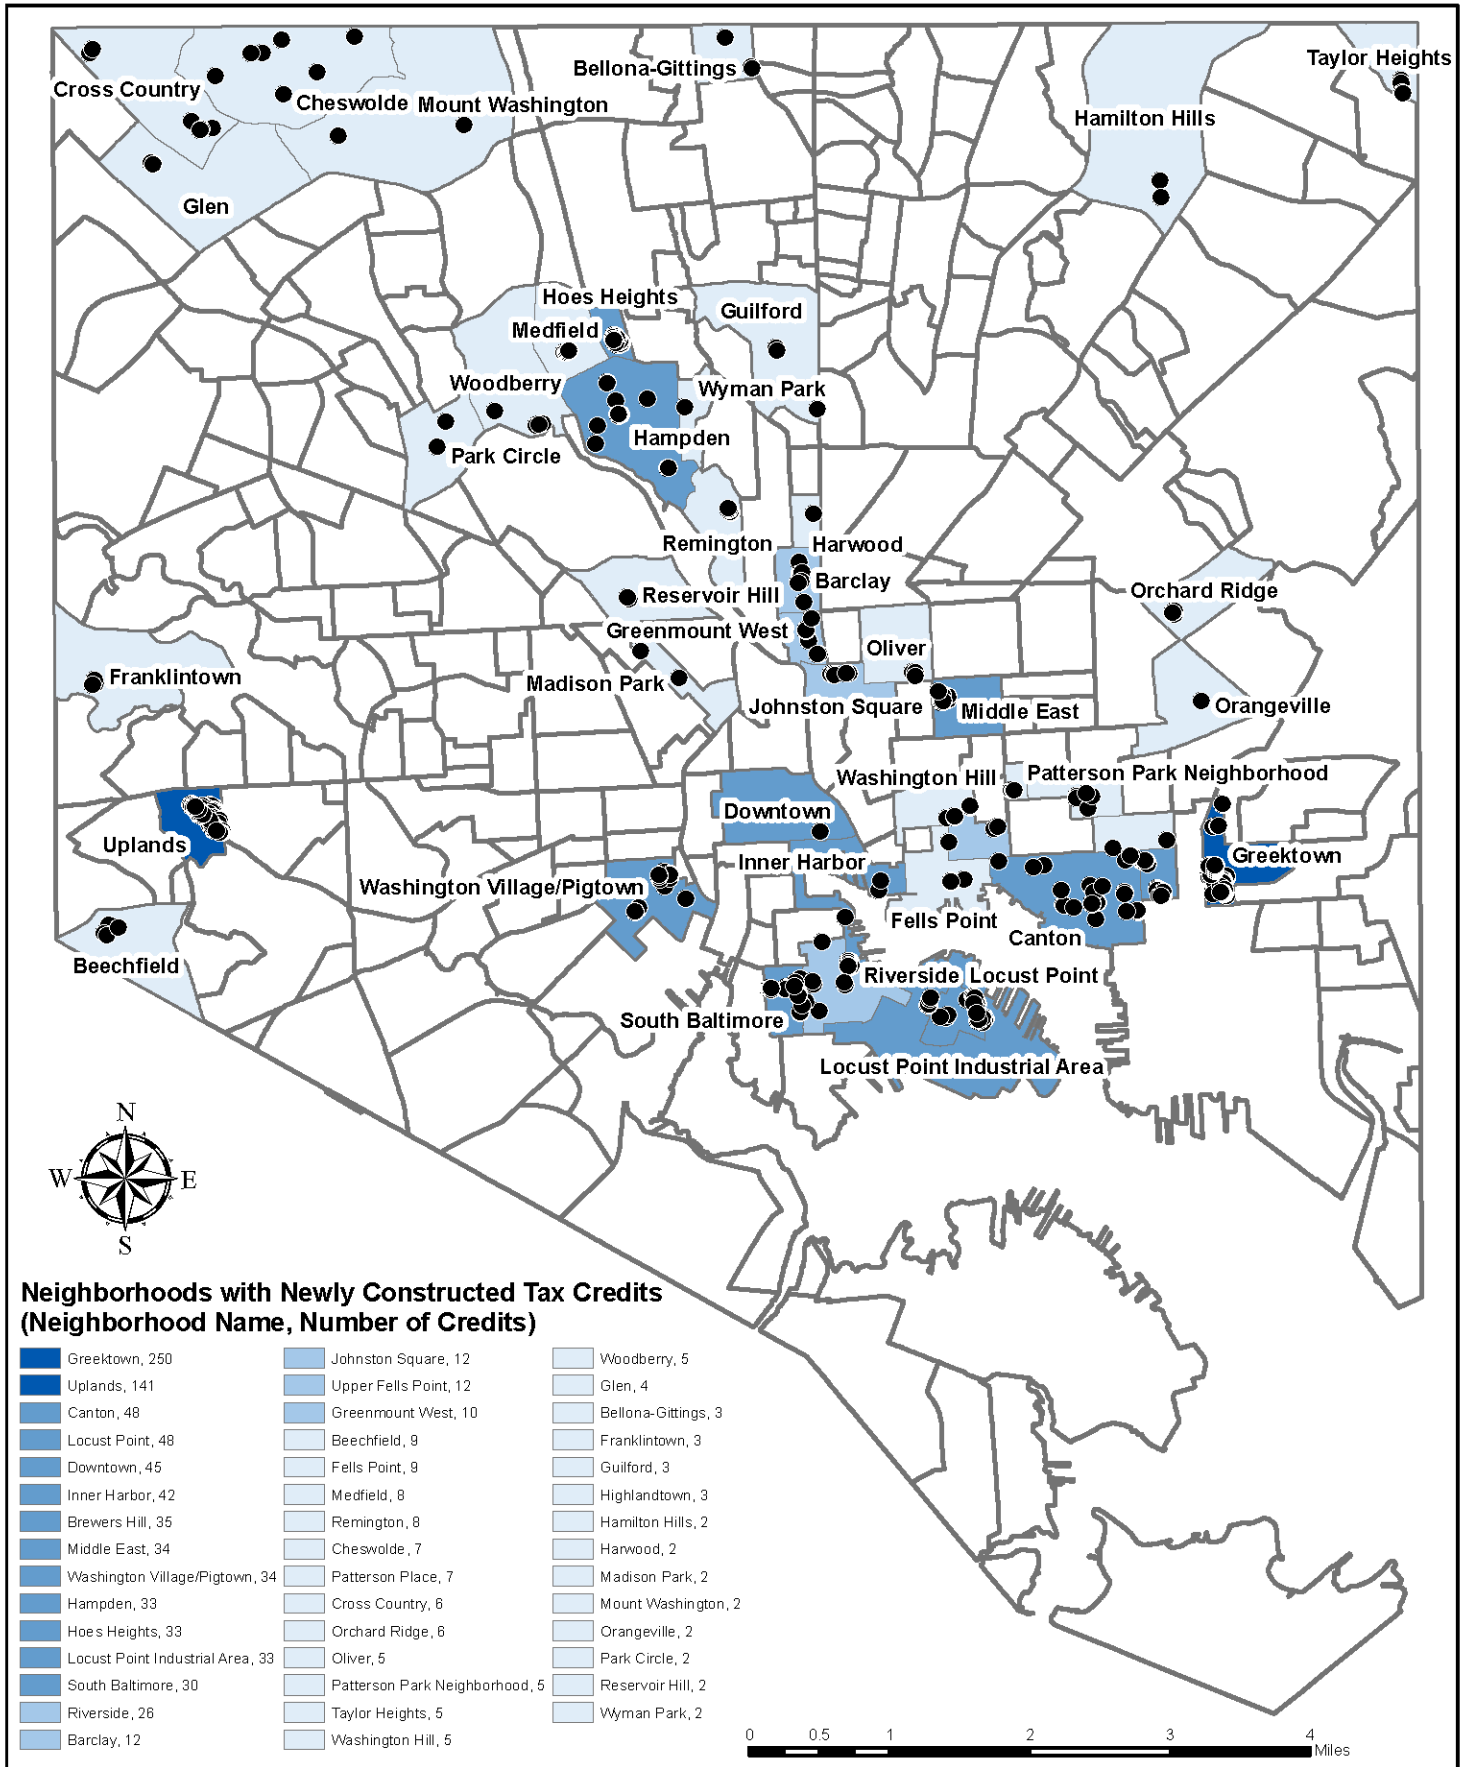 Taylor Heights
Bellona-Gittings
Cross Country
Cheswolde
Mount Washington
Hamilton Hills
Glen
Hoes Heights
Guilford
Medfield
Woodberry
Wyman Park
Hampden
Park Circle
Remington
Harwood
Barclay
Reservoir Hill
Orchard Ridge
Greenmount West
Oliver
Franklintown
Madison Park
Johnston Square
Middle East
Orangeville
Washington Hill
Patterson Park Neighborhood
Downtown
Uplands
Inner Harbor
Greektown
Washington Village/Pigtown
Fells Point
Canton
Beechfield
Riverside
Locust Point
South Baltimore
Locust Point Industrial Area
N
W
E
S
Neighborhoods with Newly Constructed Tax Credits
(Neighborhood Name, Number of Credits)
Greektown, 250
Uplands, 141
Canton, 48
Locust Point, 48
Downtown, 45
Inner Harbor, 42
Brewers Hill, 35
Middle East, 34
Washington Village/Pigtown, 34
Hampden, 33
Hoes Heights, 33
Locust Point Industrial Area, 33
South Baltimore, 30
Riverside, 26
Barclay, 12
Johnston Square, 12
Upper Fells Point, 12
Greenmount West, 10
Beechfield, 9
Fells Point, 9
Medfield, 8
Remington, 8
Cheswolde, 7
Patterson Place, 7
Cross Country, 6
Orchard Ridge, 6
Oliver, 5
Patterson Park Neighborhood, 5
Taylor Heights, 5
Washington Hill, 5
Woodberry, 5
Glen, 4
Bellona-Gittings, 3
Franklintown, 3
Guilford, 3
Highlandtown, 3
Hamilton Hills, 2
Harwood, 2
Madison Park, 2
Mount Washington, 2
Orangeville, 2
Park Circle, 2
Reservoir Hill, 2
Wyman Park, 2
0 0.5 1 2 3 4
Miles